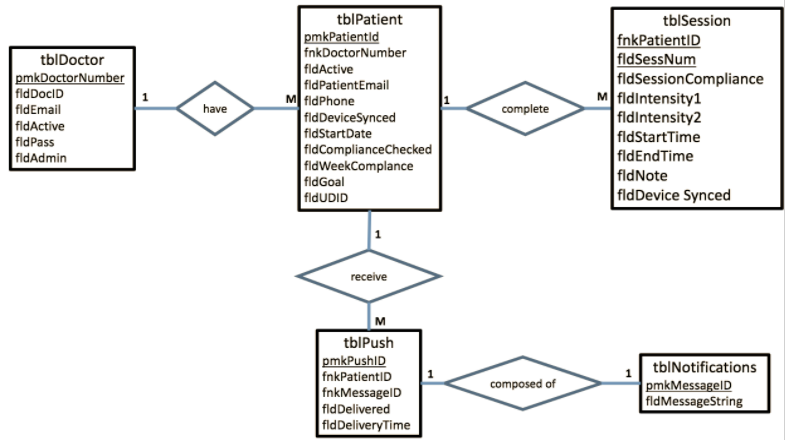 tblDoctor
pmkDoctorNumber
fldDocID
fldEmail
fldActive
fldPass
fldAdmin
1
have
M
tblPatient
pmkPatientId
fnkDoctorNumber
fldActive
fldPatientEmail
fldPhone
fldDeviceSynced
fldStartDate
fldComplianceChecked
fldWeekComplance
fldGoal
fldUDID
1
complete
M
tblSession
fnkPatientID
fldSessNum
fldSessionCompliance
fldIntensity1
fldIntensity2
fldStartTime
fldEndTime
fldNote
fldDevice Synced
1
receive
M
tblPush
pmkPushID
fnkPatientID
fnkMessageID
fldDelivered
fldDeliveryTime
1
composed of
1
tblNotifications
pmkMessageID
fldMessageString